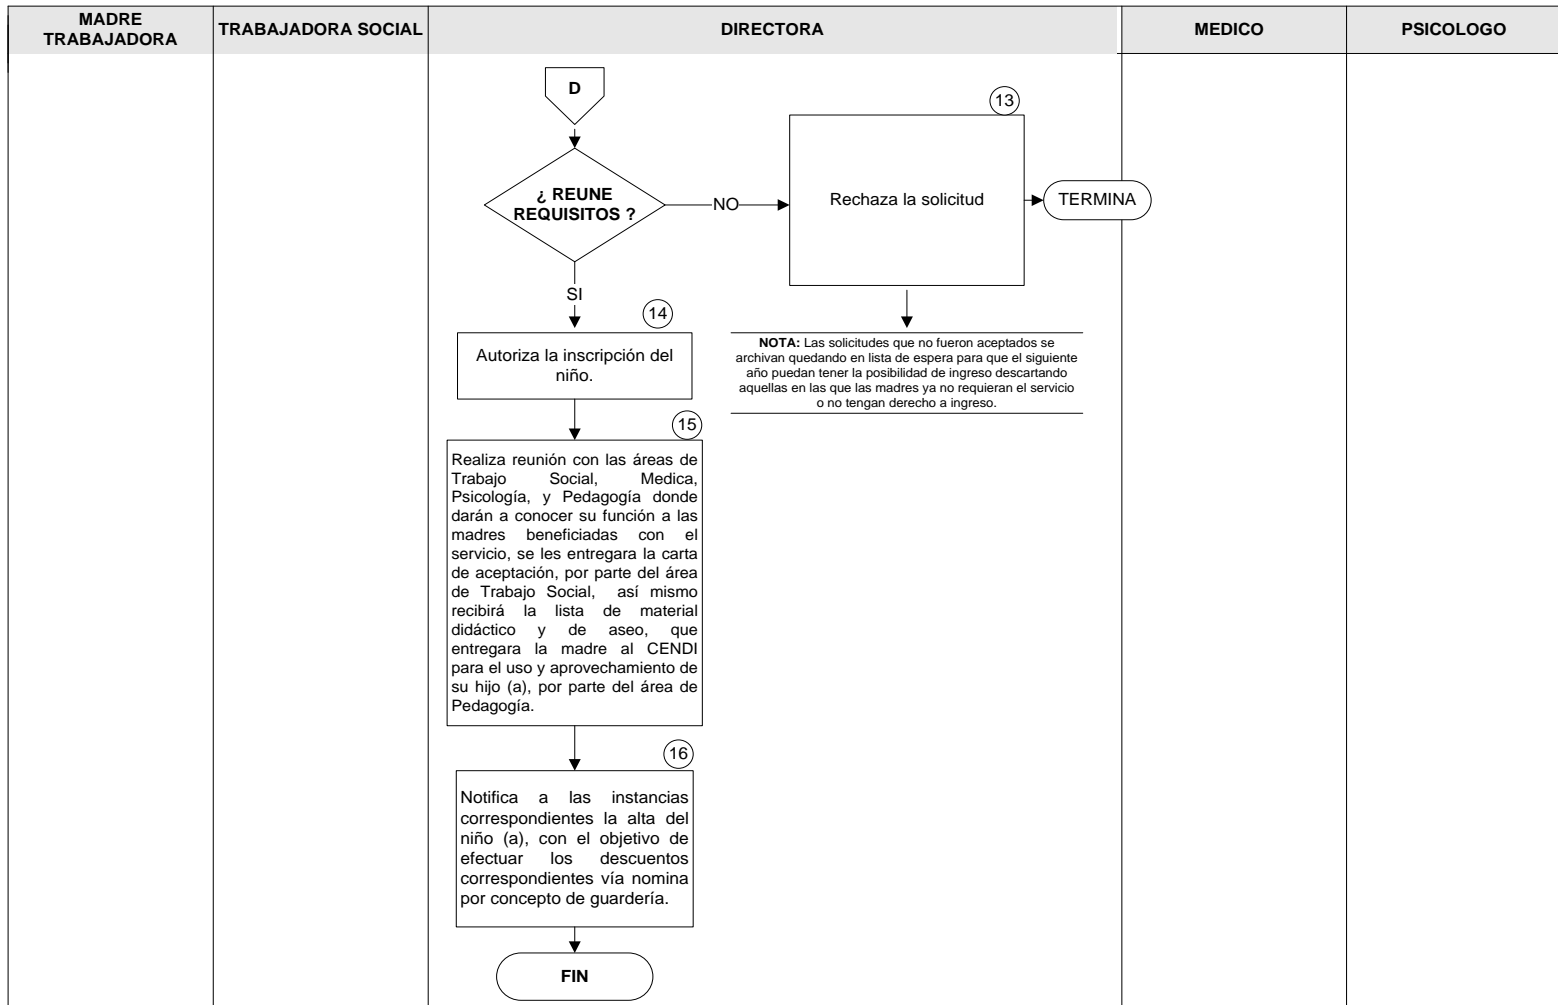 MADRE
TRABAJADORA
TRABAJADORA SOCIAL
DIRECTORA
MEDICO
PSICOLOGO
D
¿ REUNE
REQUISITOS ?
NO
13
Rechaza la solicitud
TERMINA
NOTA: Las solicitudes que no fueron aceptados se
archivan quedando en lista de espera para que el siguiente
año puedan tener la posibilidad de ingreso descartando
aquellas en las que las madres ya no requieran el servicio
o no tengan derecho a ingreso.
SI
14
Autoriza la inscripción del
niño.
15
Realiza reunión con las áreas de
Trabajo Social, Medica,
Psicología, y Pedagogía donde
darán a conocer su función a las
madres beneficiadas con el
servicio, se les entregara la carta
de aceptación, por parte del área
de Trabajo Social, así mismo
recibirá la lista de material
didáctico y de aseo, que
entregara la madre al CENDI
para el uso y aprovechamiento de
su hijo (a), por parte del área de
Pedagogía.
16
Notifica a las instancias
correspondientes la alta del
niño (a), con el objetivo de
efectuar los descuentos
correspondientes vía nomina
por concepto de guardería.
FIN